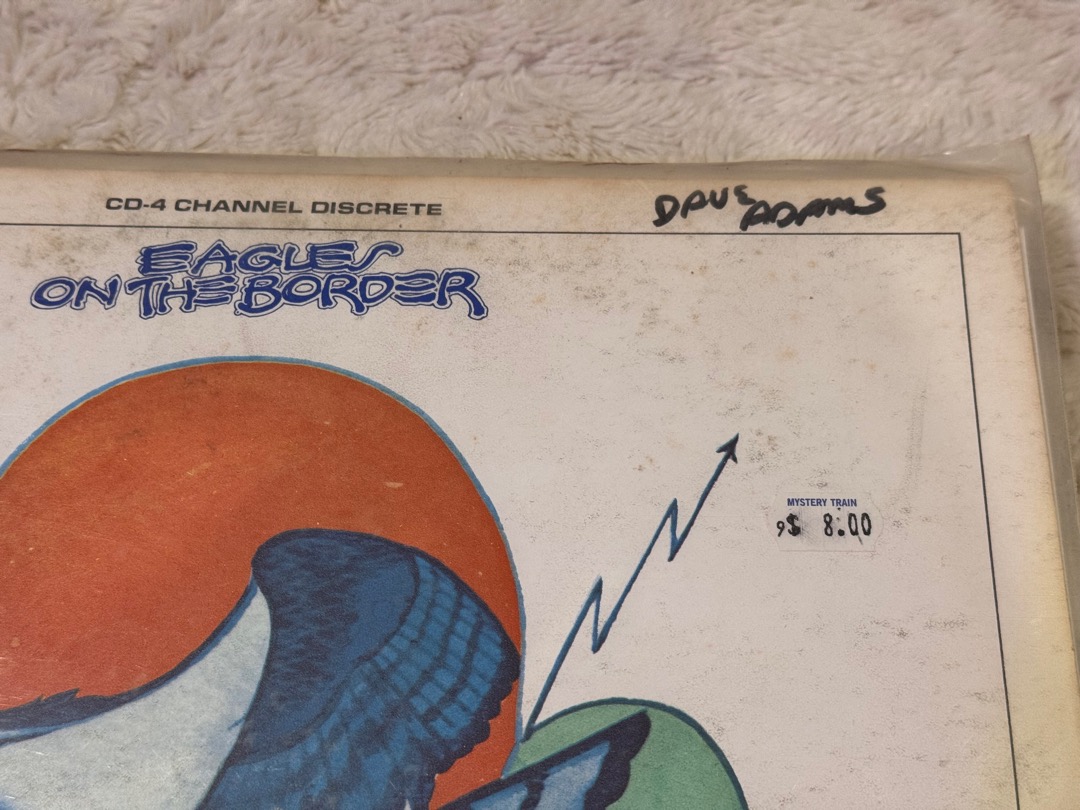 CD-4 CHANNEL DISCRETE
DAVE ADAMS
EAGLES
ON THE BORDER
MYSTERY TRAIN
9$ 8.00